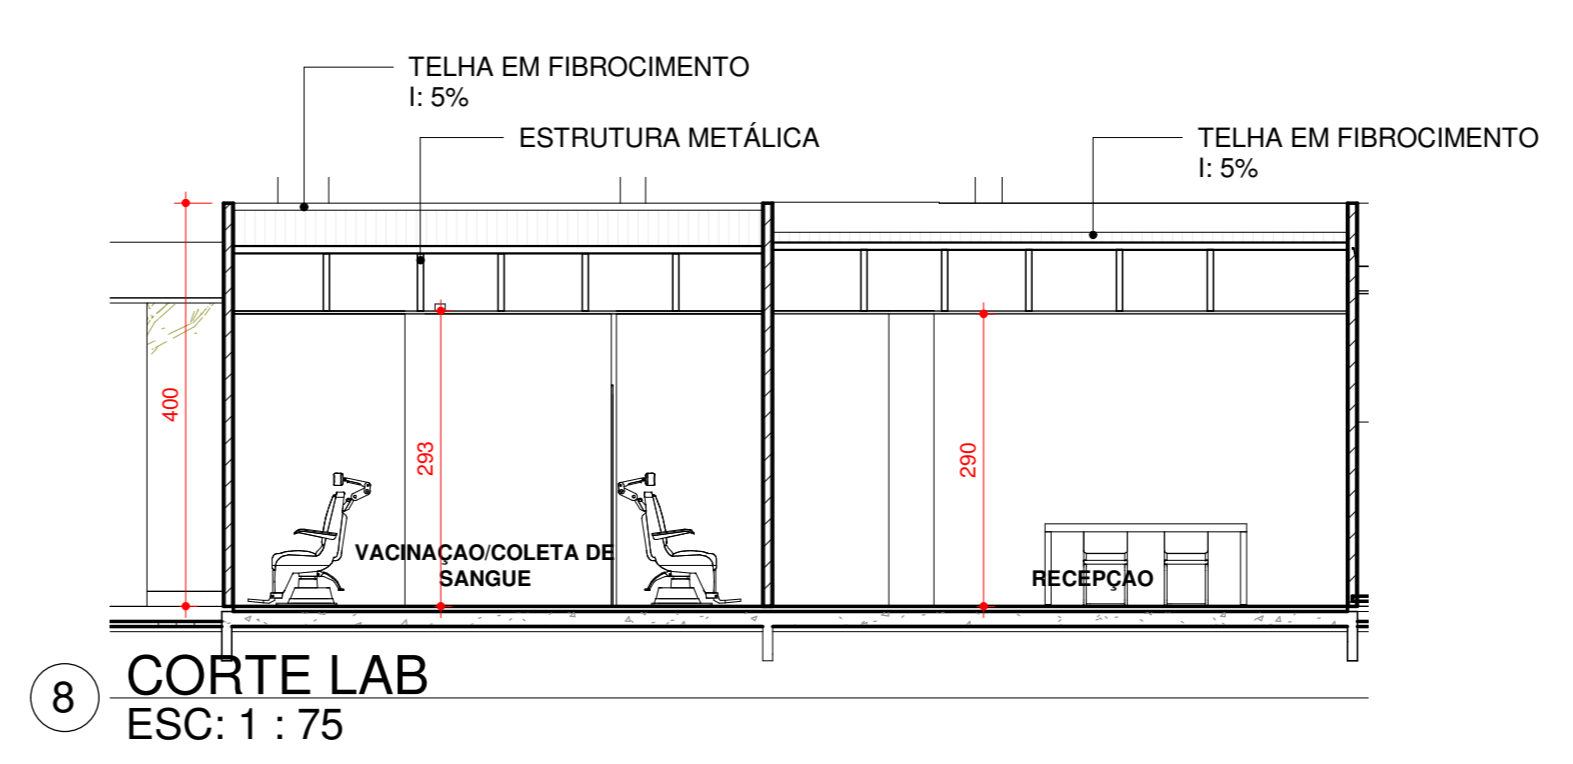 TELHA EM FIBROCIMENTO
I: 5%
ESTRUTURA METÁLICA
TELHA EM FIBROCIMENTO
I: 5%
400
293
290
VACINAÇAO/COLETA DE
SANGUE
RECEPÇAO
8
CORTE LAB
ESC: 1 : 75